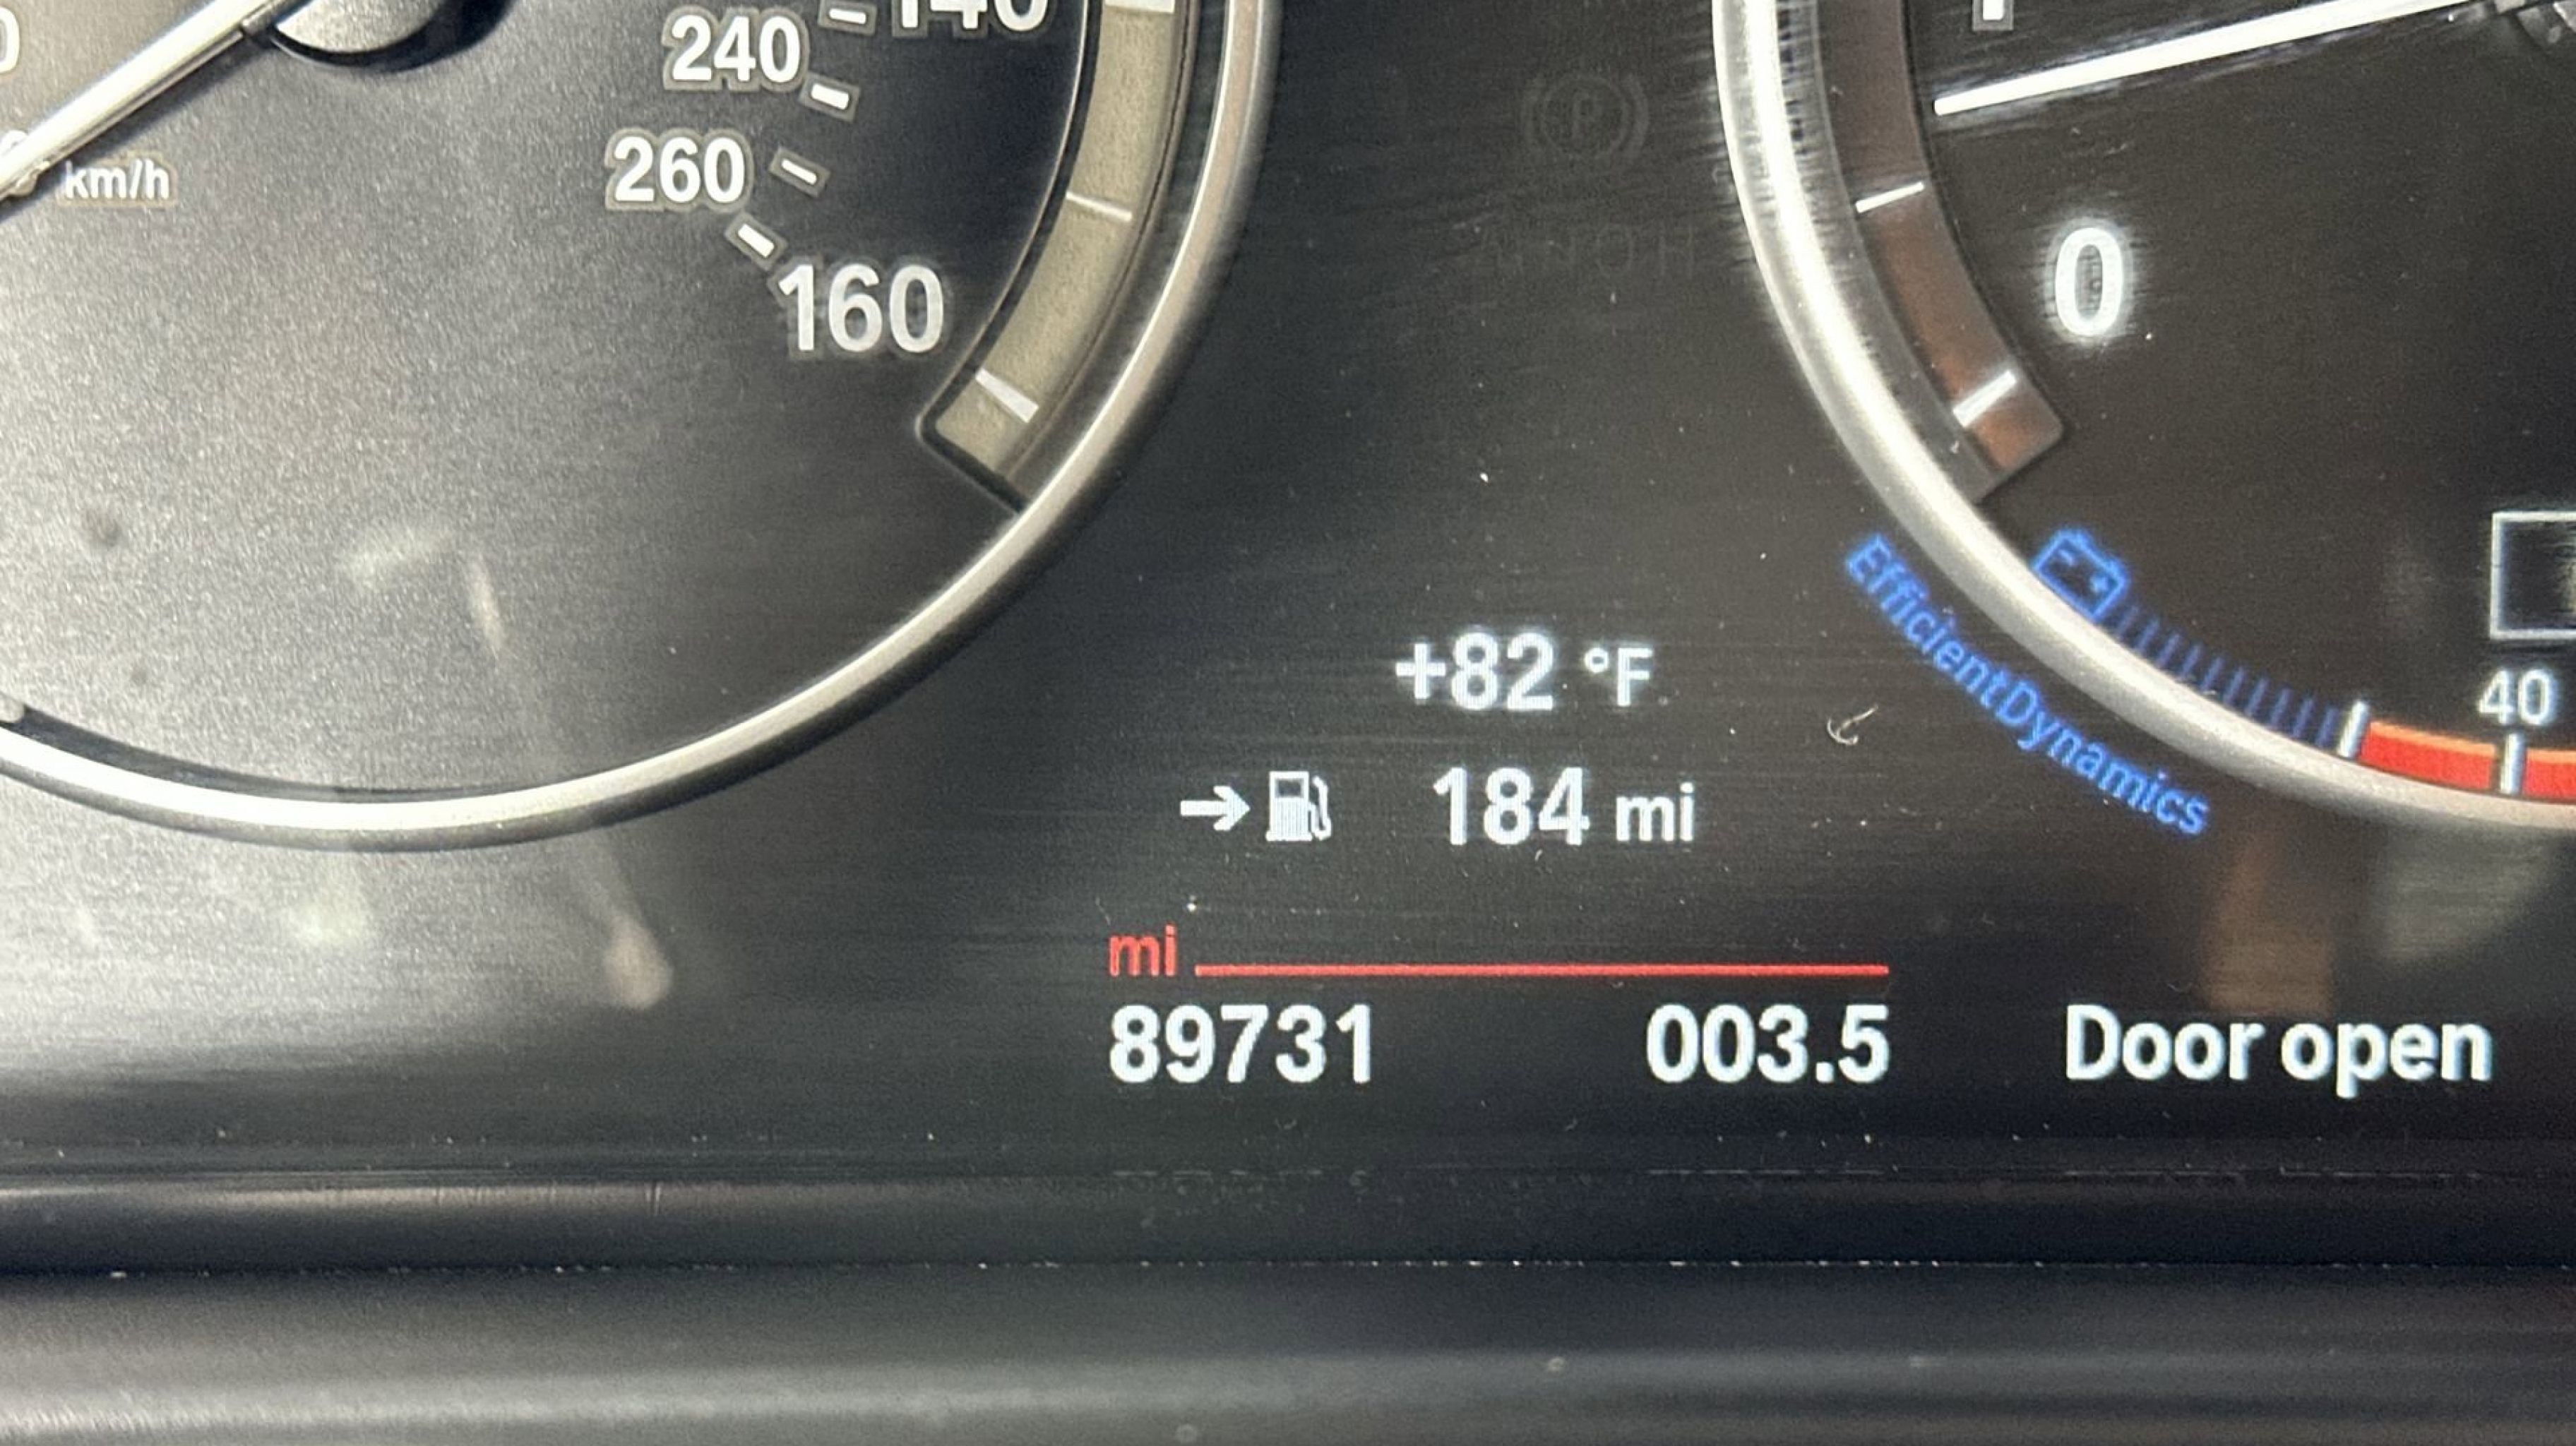 240
260
km/h
160
0
EfficientDynamics
+82 °F
40
184 mi
mi
89731 003.5 Door open